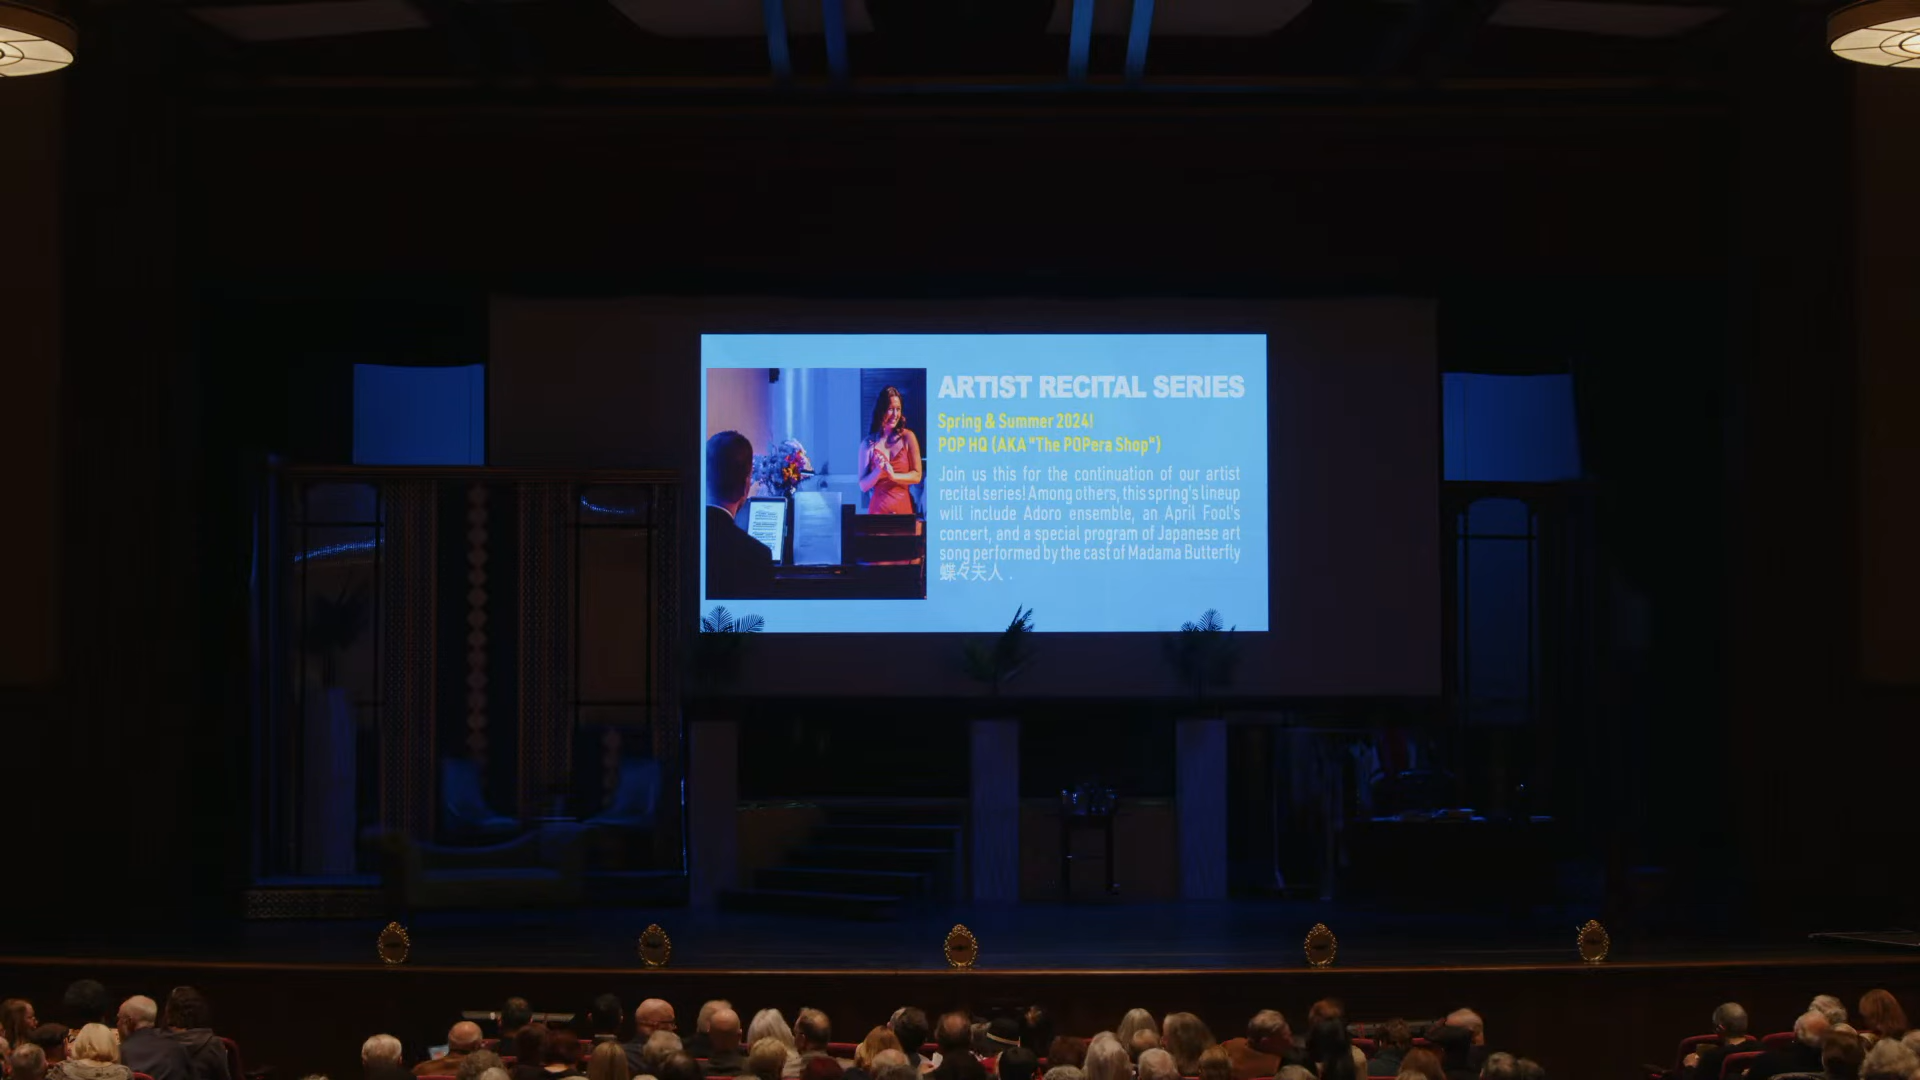 ARTIST RECITAL SERIES
Spring & Summer 2024!
POP HQ (AKA "The POPera Shop")
Join us this for the continuation of our artist
recital series! Among others, this spring's lineup
will include Adoro ensemble, an April Fool's
concert, and a special program of Japanese art
song performed by the cast of Madama Butterfly
蝶々夫人 .